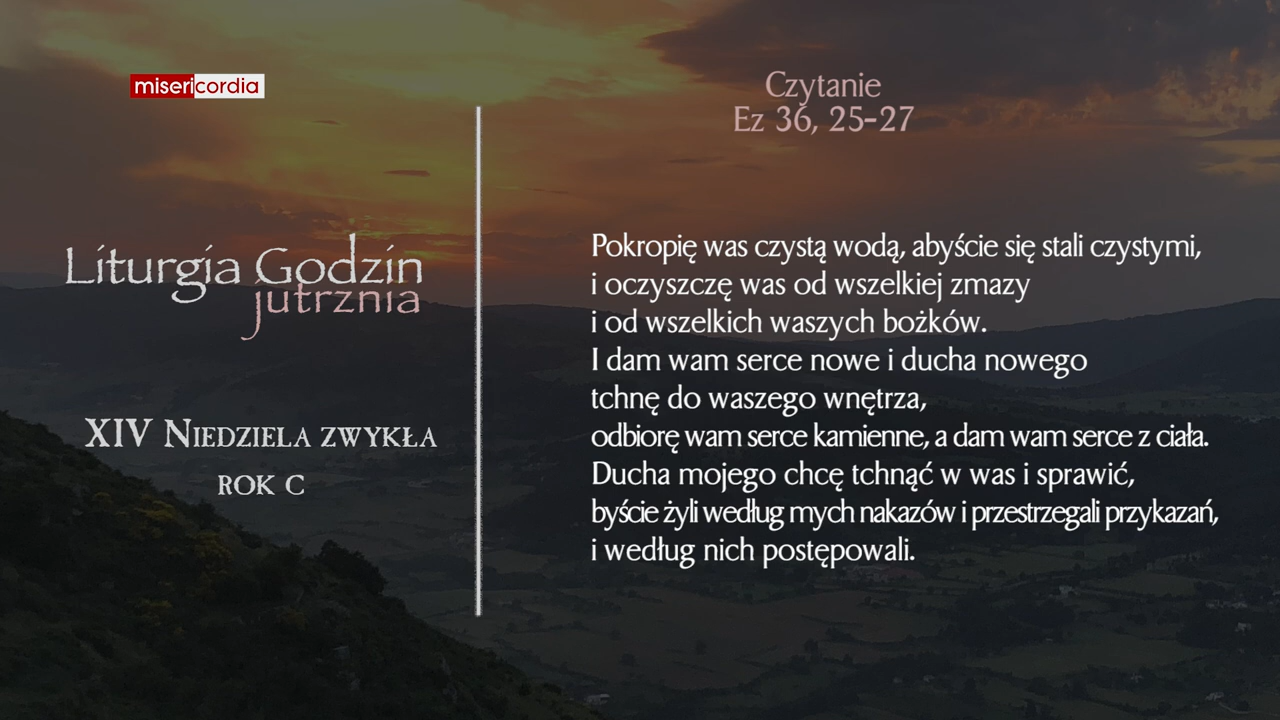 misericordia
Liturgia Godzin
jutrznia
XIV Niedziela zwykła
rok C
Czytanie
Ez 36, 25-27
Pokropię was czystą wodą, abyście się stali czystymi,
i oczyszczę was od wszelkiej zmazy
i od wszelkich waszych bożków.
I dam wam serce nowe i ducha nowego
tchnę do waszego wnętrza,
odbiorę wam serce kamienne, a dam wam serce z ciała.
Ducha mojego chcę tchnąć w was i sprawić,
byście żyli według mych nakazów i przestrzegali przykazań,
i według nich postępowali.